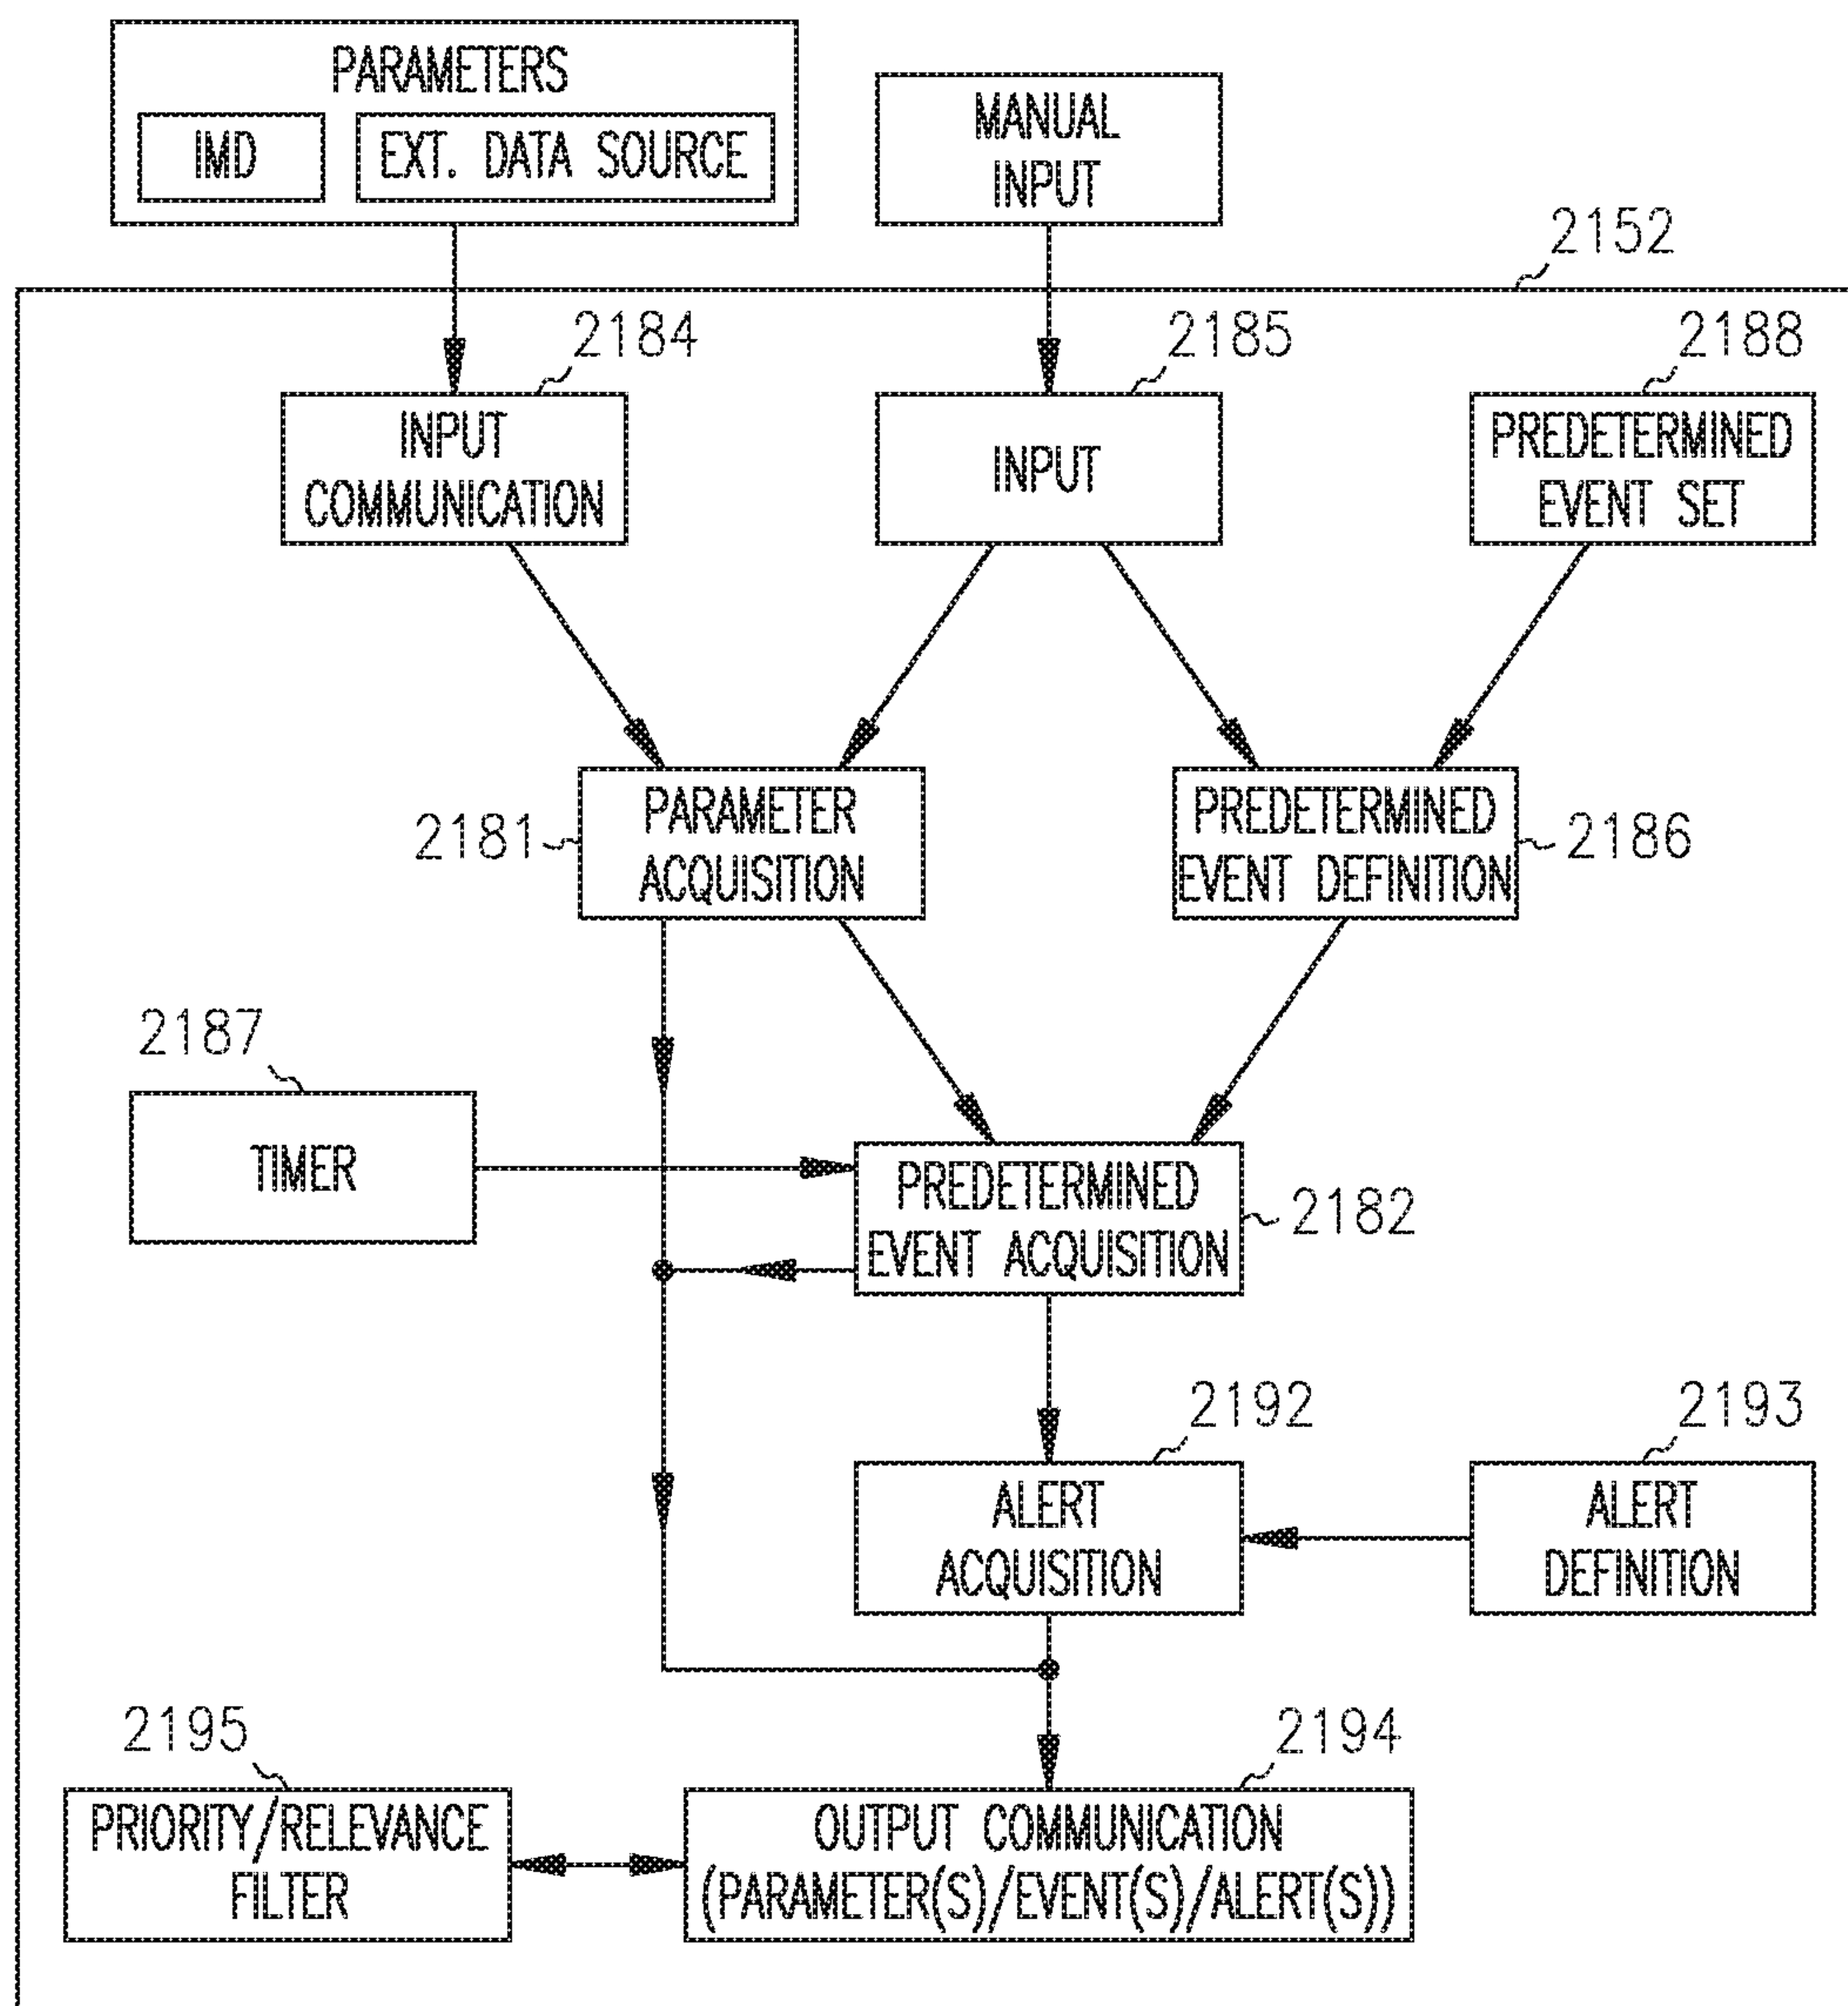 PARAMETERS
IMD
EXT. DATA SOURCE
MANUAL
INPUT
2152
2184
2185
2188
INPUT
COMMUNICATION
INPUT
PREDETERMINED
EVENT SET
2181
PARAMETER
ACQUISITION
PREDETERMINED
EVENT DEFINITION
2186
2187
TIMER
PREDETERMINED
EVENT ACQUISITION
2182
2192
2193
ALERT
ACQUISITION
ALERT
DEFINITION
2195
2194
PRIORITY/RELEVANCE
FILTER
OUTPUT COMMUNICATION
(PARAMETER(S)/EVENT(S)/ALERT(S))